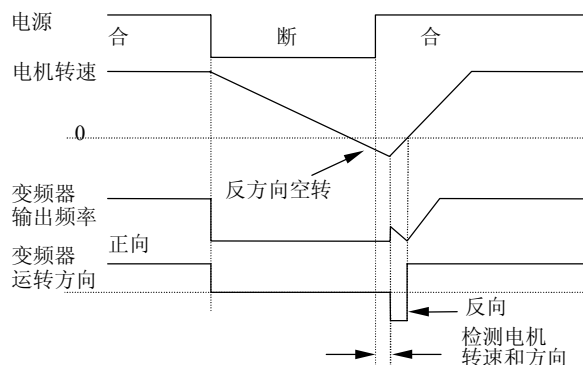 电源
合 断 合
电机转速
0
反方向空转
变频器
输出频率
正向
变频器
运转方向
反向
检测电机
转速和方向